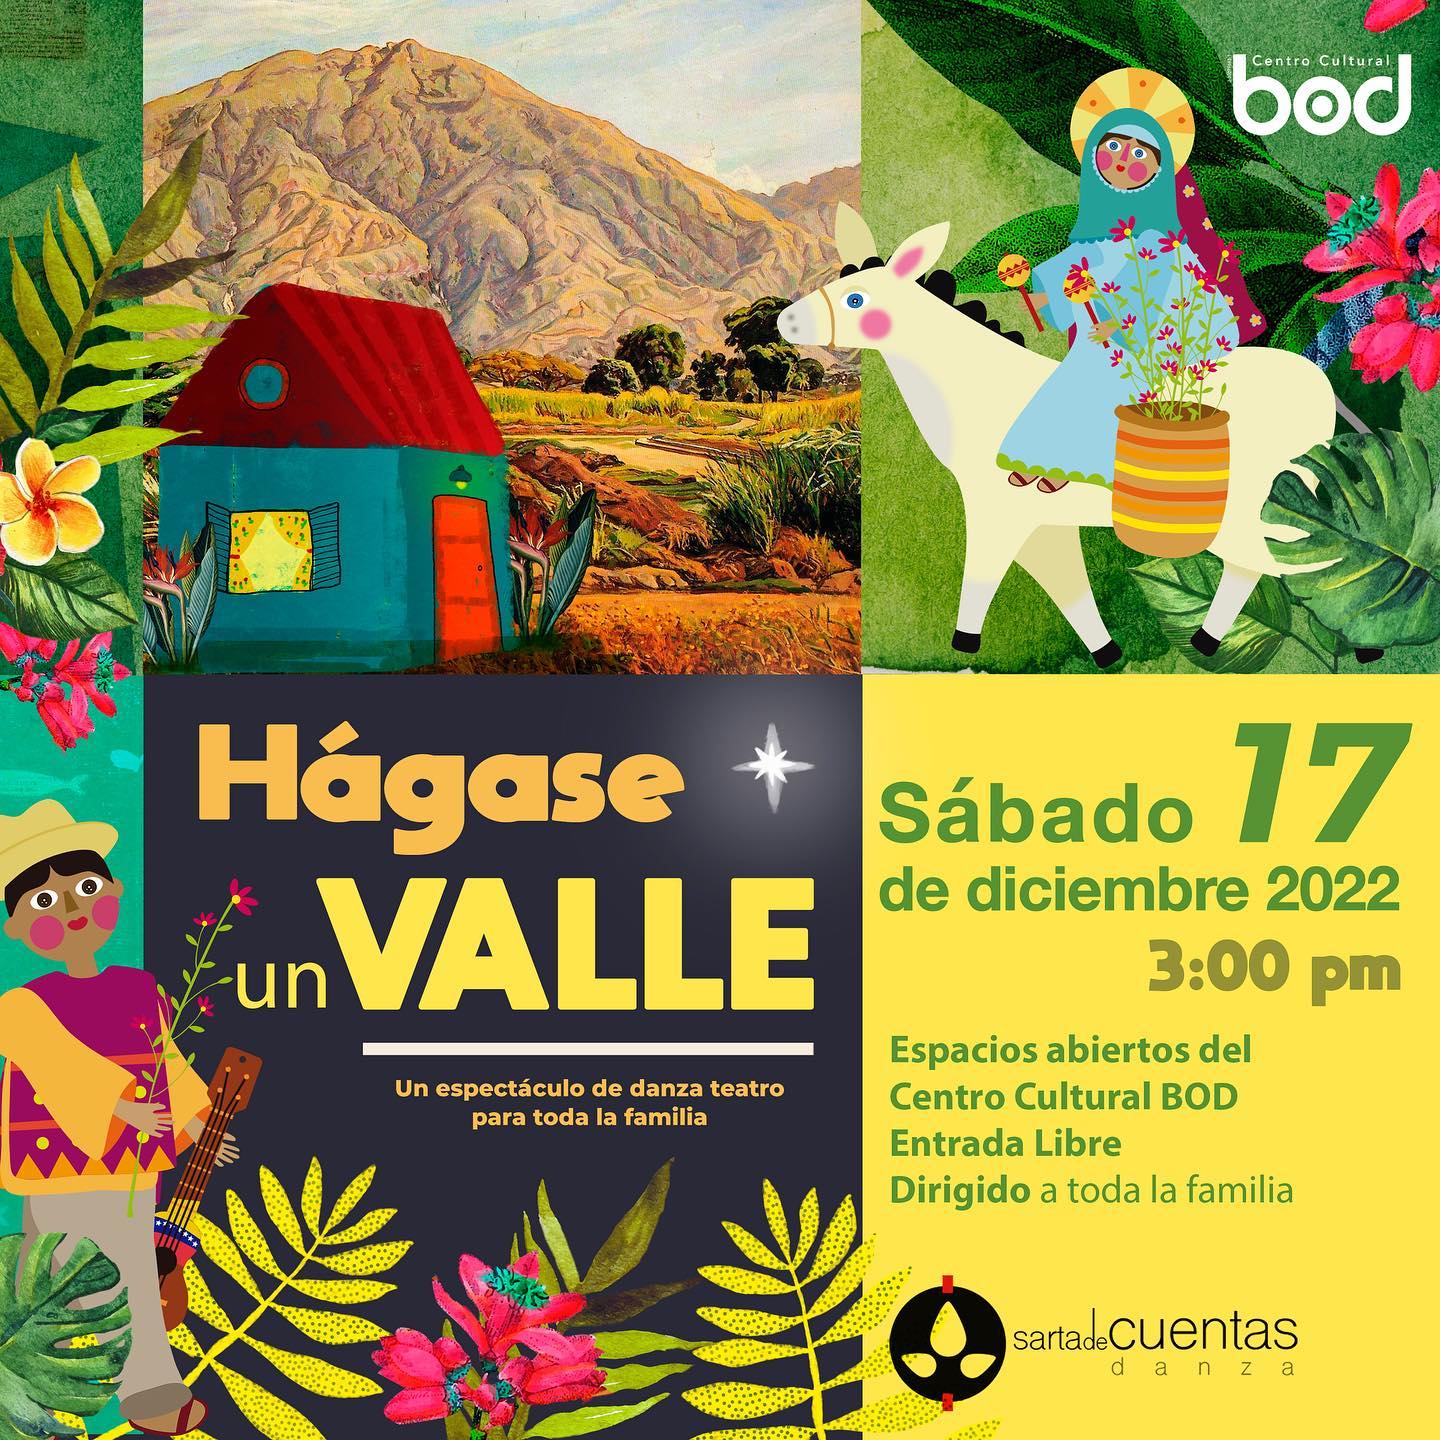 Centro Cultural
bod
Hágase
un VALLE
Un espectáculo de danza teatro
para toda la familia
Sábado 17
de diciembre 2022
3:00 pm
Espacios abiertos del
Centro Cultural BOD
Entrada Libre
Dirigido a toda la familia
sartadecuentas
danza